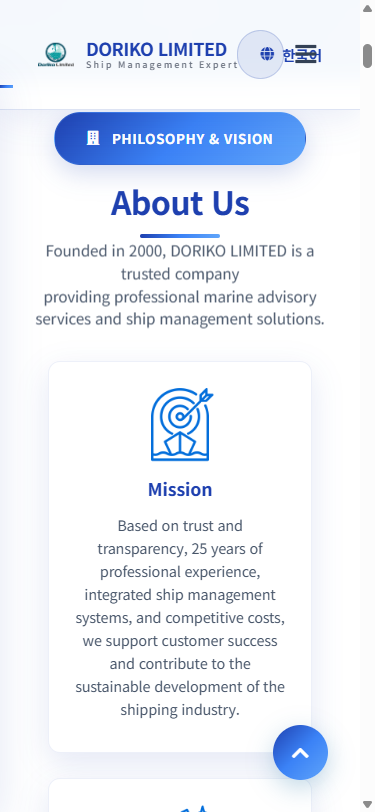 DORIKO LIMITED
Ship Management Expert
한국어
PHILOSOPHY & VISION
About Us
Founded in 2000, DORIKO LIMITED is a
trusted company
providing professional marine advisory
services and ship management solutions.
Mission
Based on trust and
transparency, 25 years of
professional experience,
integrated ship management
systems, and competitive costs,
we support customer success
and contribute to the
sustainable development of the
shipping industry.